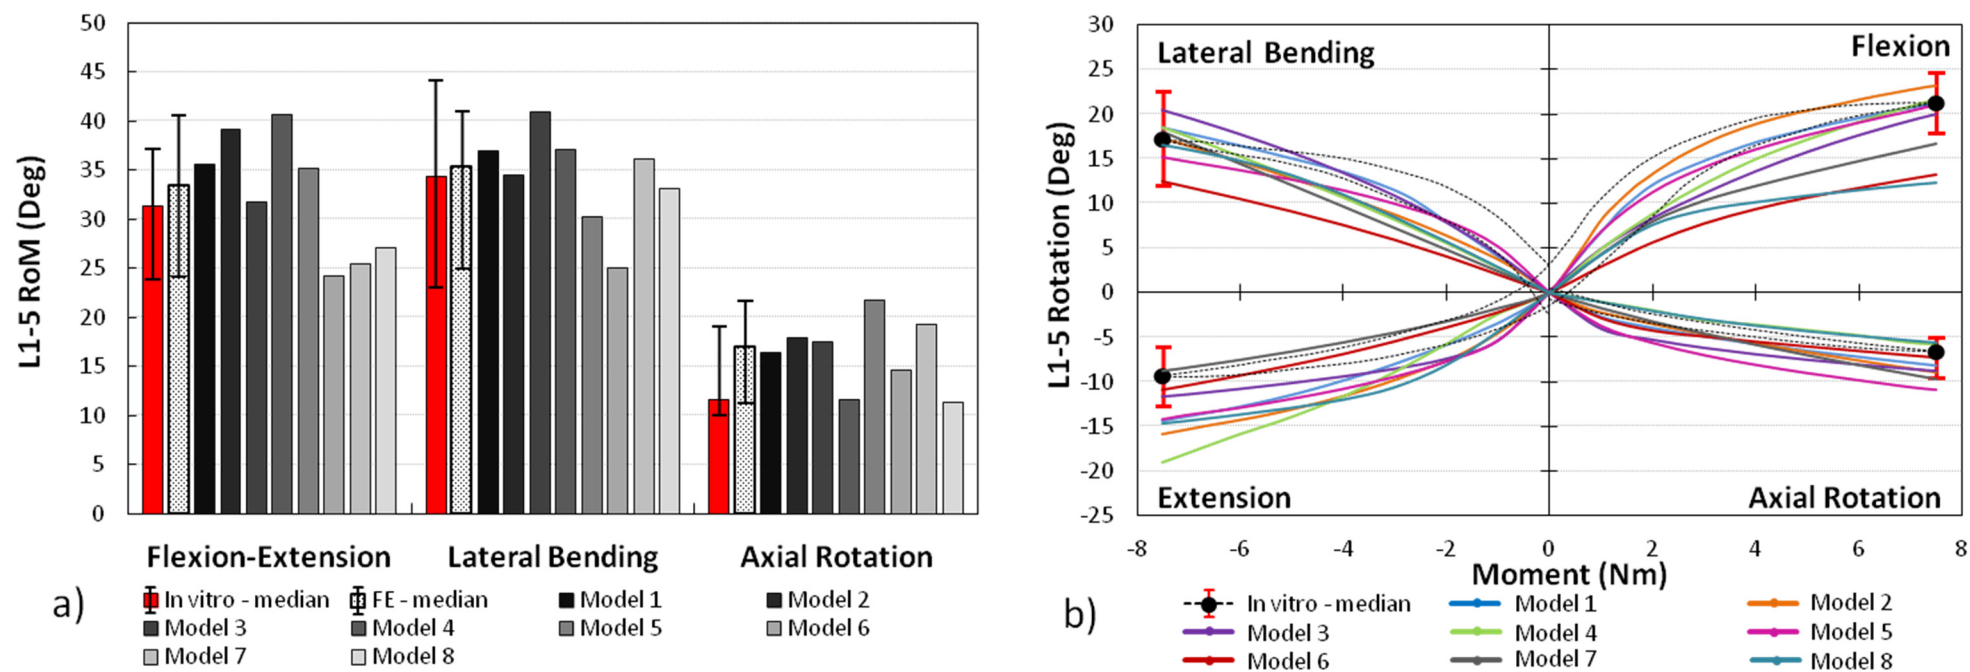 L1-5 RoM (Deg)
50
45
40
35
30
25
20
15
10
5
0
Flexion-Extension Lateral Bending Axial Rotation
In vitro - median FE - median Model 1 Model 2
Model 3 Model 4 Model 5 Model 6
Model 7 Model 8
a)
L1-5 Rotation (Deg)
30
25
20
15
10
5
0
-5
-10
-15
-20
-25
Lateral Bending Flexion
Extension Axial Rotation
-8 -6 -4 -2 0 2 4 6 8
Moment (Nm)
In vitro - median Model 1 Model 2
Model 3 Model 4 Model 5
Model 6 Model 7 Model 8
b)